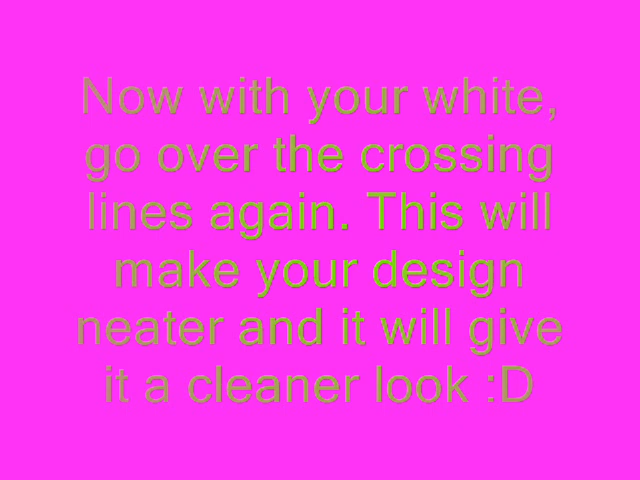 Now with your white,
go over the crossing
lines again. This will
make your design
neater and it will give
it a cleaner look :D